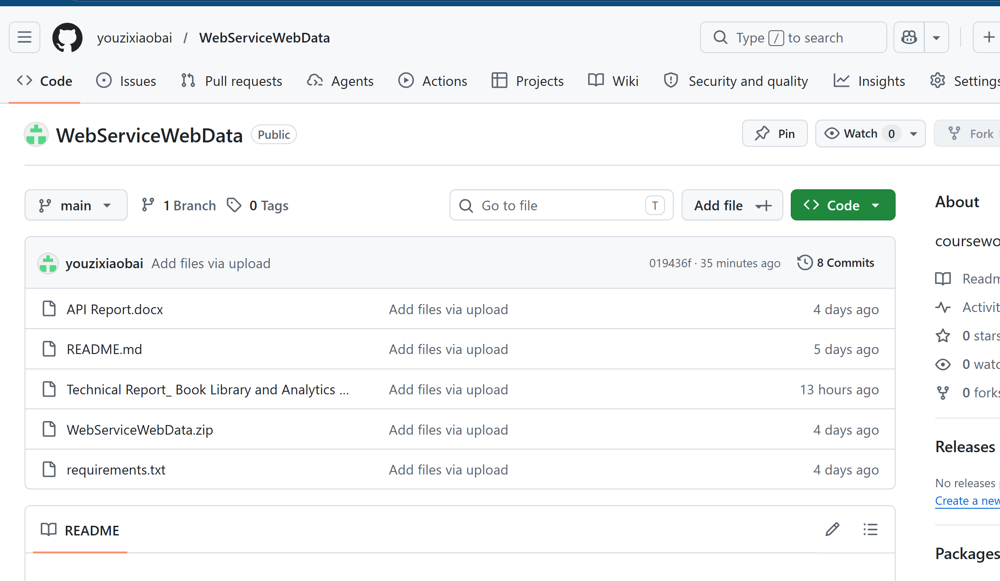 youzixiaobai / WebServiceWebData
Type / to search
Code Issues Pull requests Agents Actions Projects Wiki Security and quality Insights Settings
WebServiceWebData Public
Pin Watch 0 Fork
main 1 Branch 0 Tags
Go to file T Add file Code
youzixiaobai Add files via upload 019436f · 35 minutes ago 8 Commits
API Report.docx Add files via upload 4 days ago
README.md Add files via upload 5 days ago
Technical Report_ Book Library and Analytics ... Add files via upload 13 hours ago
WebServiceWebData.zip Add files via upload 4 days ago
requirements.txt Add files via upload 4 days ago
README
About
coursewo
Readm
Activit
0 stars
0 watc
0 forks
Releases
No releases
Create a new
Packages